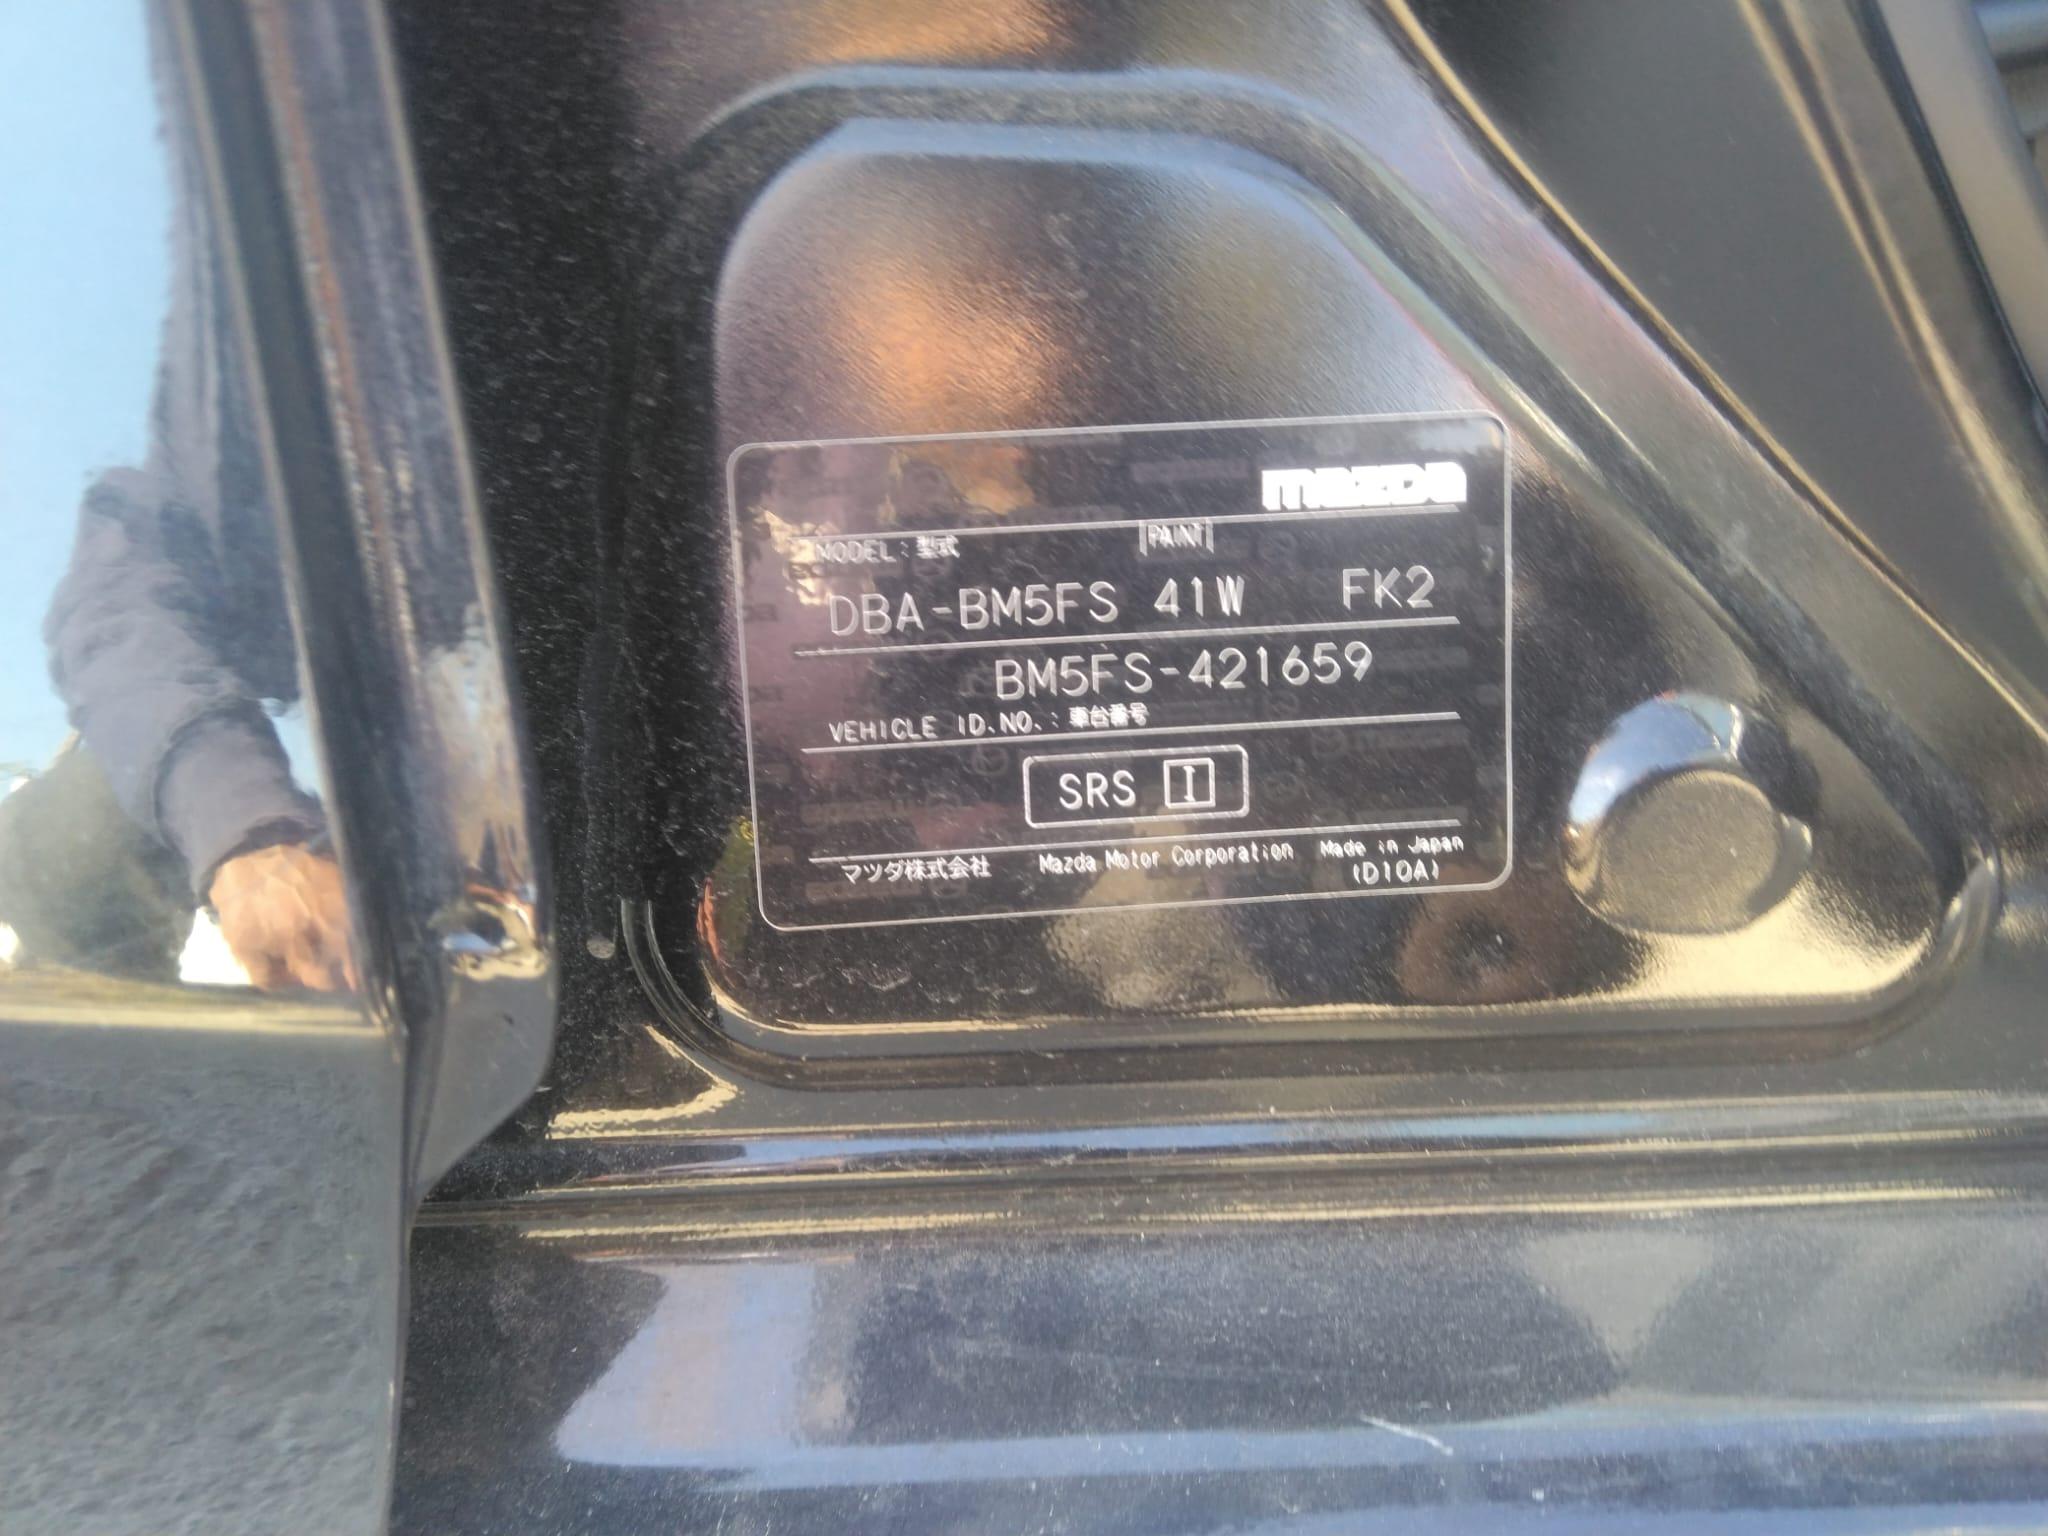 mazda
MODEL : 型式 PAINT
DBA-BM5FS 41W FK2
BM5FS-421659
VEHICLE ID.NO. : 車台番号
SRS I
マツダ株式会社 Mazda Motor Corporation Made in Japan
(D10A)